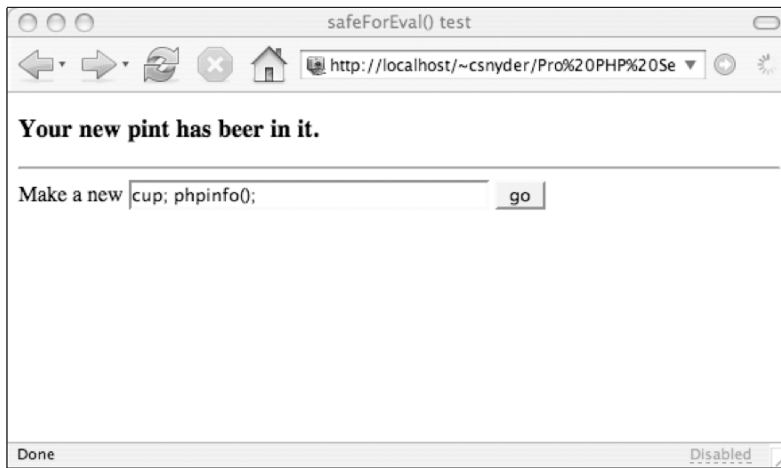 safeForEval() test
http://localhost/~csnyder/Pro%20PHP%20Se
Your new pint has beer in it.
Make a new cup; phpinfo(); go
Done Disabled